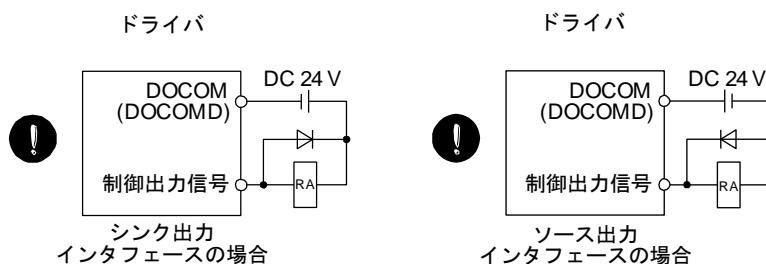 ドライバ
DOCOM
(DOCOMD)
DC 24 V
制御出力信号
RA
シンク出力
インタフェースの場合
ドライバ
DOCOM
(DOCOMD)
DC 24 V
制御出力信号
RA
ソース出力
インタフェースの場合